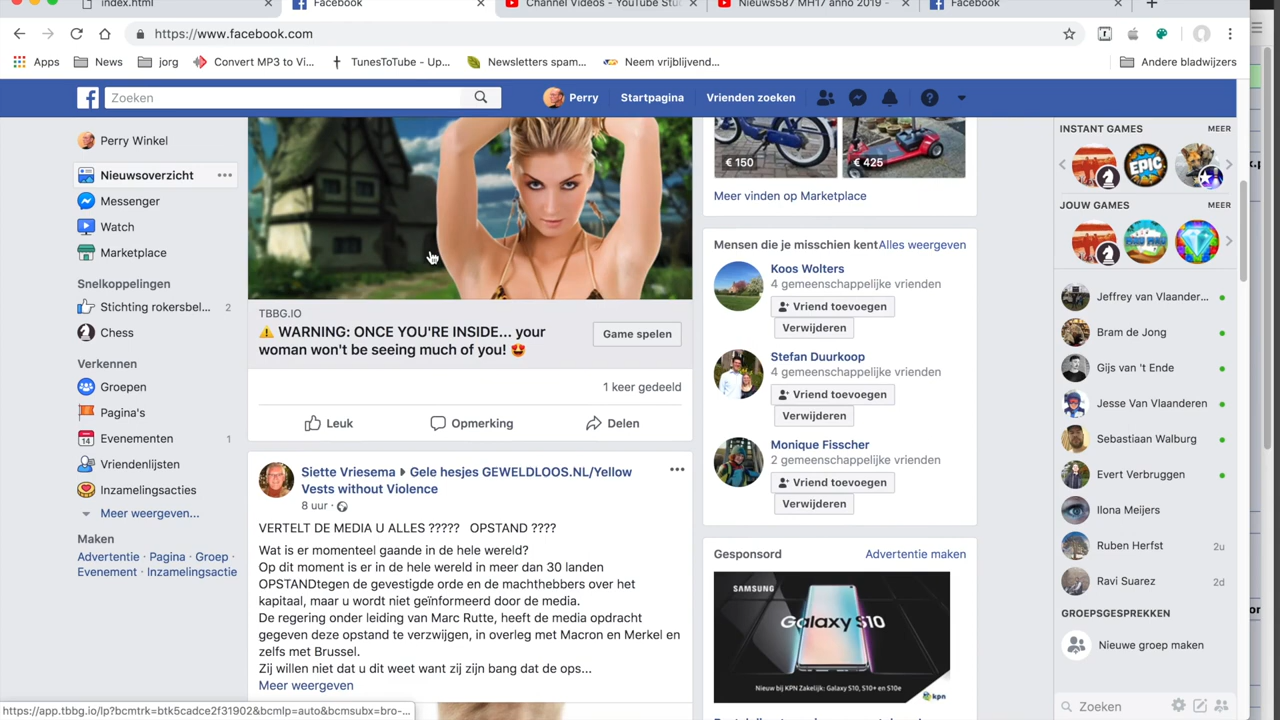 index.html
Facebook
Channel Videos - YouTube Stu
Nieuws587 MH17 anno 2019 -
Facebook
https://www.facebook.com
Apps
News
jorg
Convert MP3 to Vi...
TunesToTube - Up...
Newsletters spam...
Neem vrijblijvend...
Andere bladwijzers
Zoeken
Perry
Startpagina
Vrienden zoeken
Perry Winkel
Nieuwsoverzicht
Messenger
Watch
Marketplace
Snelkoppelingen
Stichting rokersbel... 2
Chess
Verkennen
Groepen
Pagina's
14
Evenementen 1
Vriendenlijsten
Inzamelingsacties
Meer weergeven...
Maken
Advertentie · Pagina · Groep ·
Evenement · Inzamelingsactie
TBBG.IO
⚠️ WARNING: ONCE YOU'RE INSIDE... your
woman won't be seeing much of you! 😍
Game spelen
1 keer gedeeld
Leuk
Opmerking
Delen
Siette Vriesema ▸ Gele hesjes GEWELDLOOS.NL/Yellow
Vests without Violence
8 uur ·
VERTELT DE MEDIA U ALLES ????? OPSTAND ????
Wat is er momenteel gaande in de hele wereld?
Op dit moment is er in de hele wereld in meer dan 30 landen
OPSTANDtegen de gevestigde orde en de machthebbers over het
kapitaal, maar u wordt niet geïnformeerd door de media.
De regering onder leiding van Marc Rutte, heeft de media opdracht
gegeven deze opstand te verzwijgen, in overleg met Macron en Merkel en
zelfs met Brussel.
Zij willen niet dat u dit weet want zij zijn bang dat de ops...
Meer weergeven
€ 150
€ 425
Meer vinden op Marketplace
Mensen die je misschien kent
Alles weergeven
Koos Wolters
4 gemeenschappelijke vrienden
Vriend toevoegen
Verwijderen
Stefan Duurkoop
4 gemeenschappelijke vrienden
Vriend toevoegen
Verwijderen
Monique Fisscher
2 gemeenschappelijke vrienden
Vriend toevoegen
Verwijderen
Gesponsord
Advertentie maken
SAMSUNG
Galaxy S10
Nieuw bij KPN Zakelijk: Galaxy S10, S10+ en S10e
kpn
INSTANT GAMES
MEER
EPIC
JOUW GAMES
MEER
Jeffrey van Vlaander...
Bram de Jong
Gijs van 't Ende
Jesse Van Vlaanderen
Sebastiaan Walburg
Evert Verbruggen
Ilona Meijers
Ruben Herfst 2u
Ravi Suarez 2d
GROEPSGESPREKKEN
Nieuwe groep maken
Zoeken
https://app.tbbg.io/lp?bcmtrk=trk5cadce2f31902&bcmlp=auto&bcmsubx=bro-...